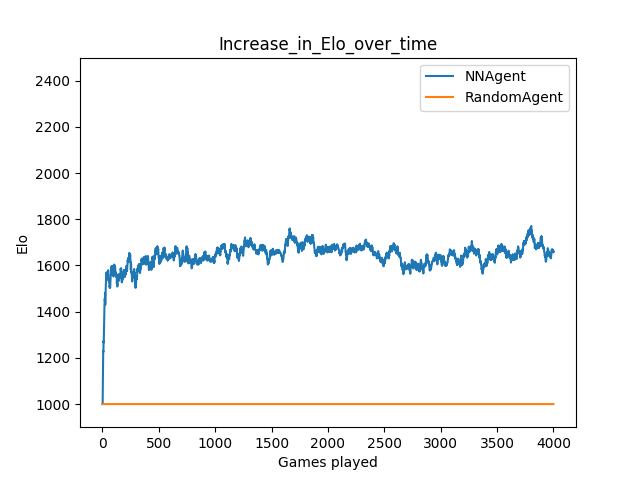 Increase_in_Elo_over_time
NNAgent
RandomAgent
Elo
2400
2200
2000
1800
1600
1400
1200
1000
0 500 1000 1500 2000 2500 3000 3500 4000
Games played